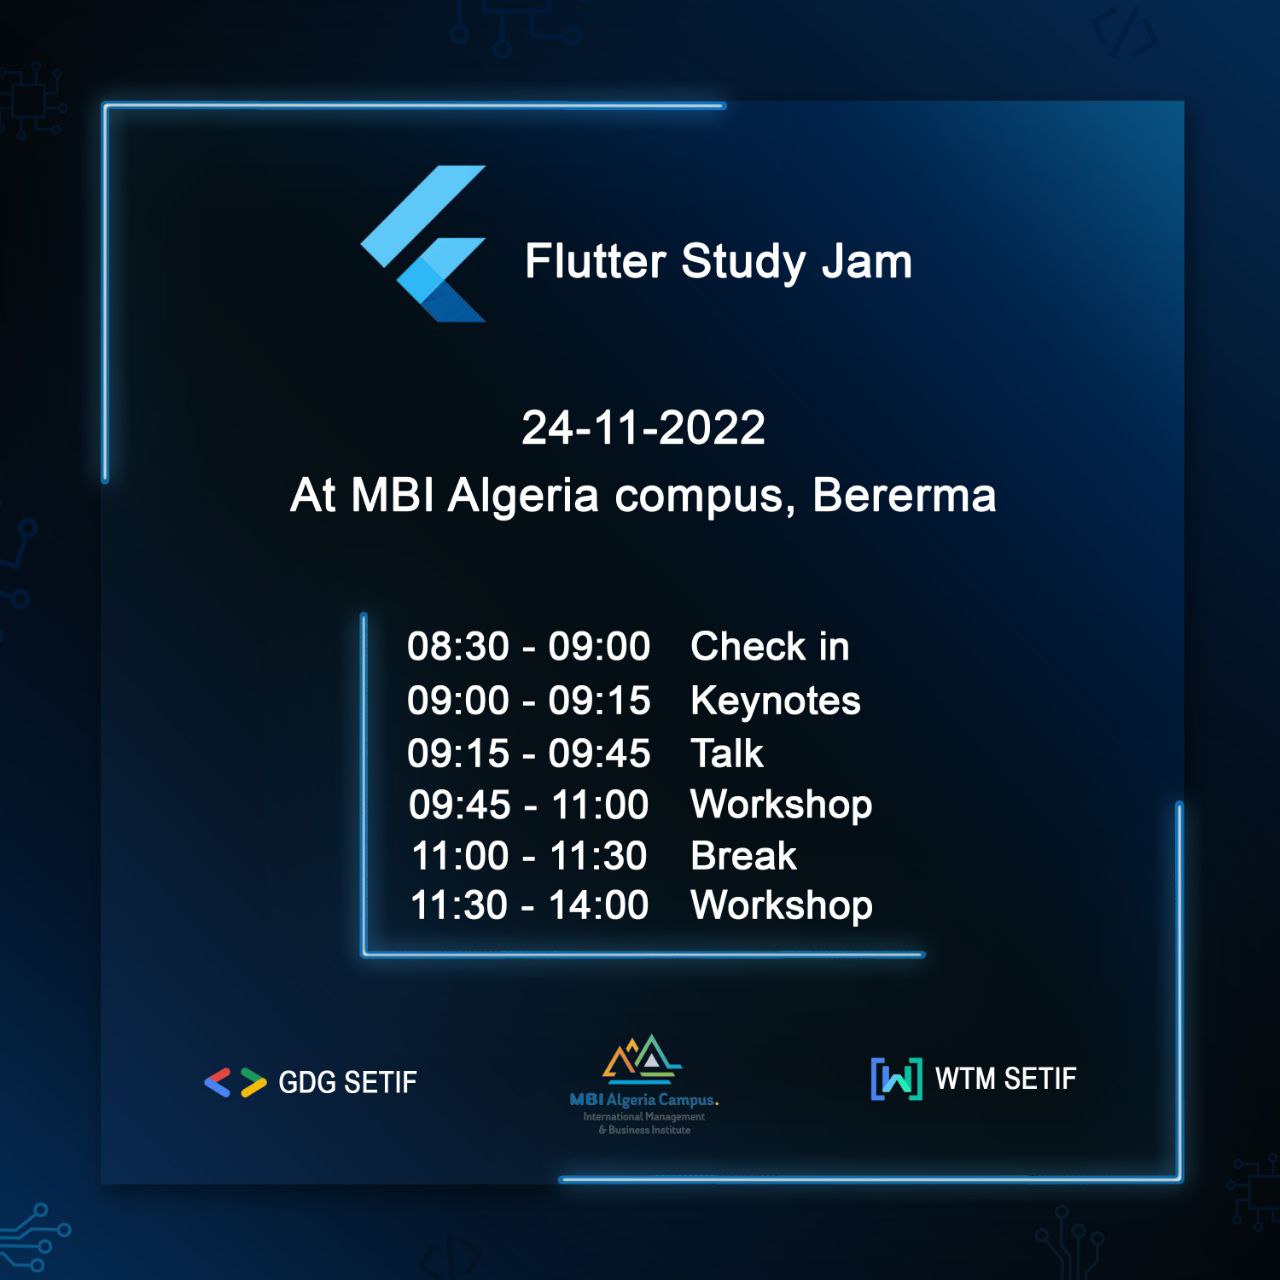 Flutter Study Jam
24-11-2022
At MBI Algeria compus, Bererma
08:30 - 09:00 Check in
09:00 - 09:15 Keynotes
09:15 - 09:45 Talk
09:45 - 11:00 Workshop
11:00 - 11:30 Break
11:30 - 14:00 Workshop
GDG SETIF
MBI Algeria Campus.
International Management
& Business Institute
WTM SETIF